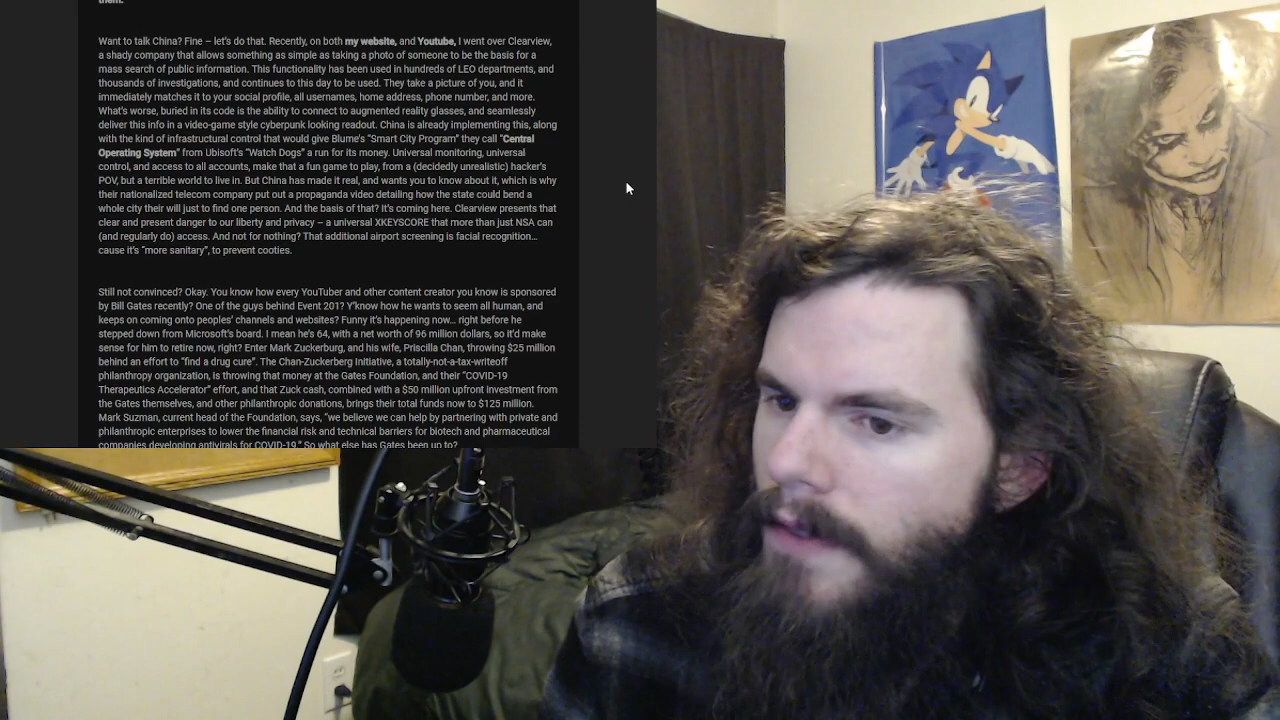 them.
Want to talk China? Fine – let's do that. Recently, on both my website, and Youtube, I went over Clearview,
a shady company that allows something as simple as taking a photo of someone to be the basis for a
mass search of public information. This functionality has been used in hundreds of LEO departments, and
thousands of investigations, and continues to this day to be used. They take a picture of you, and it
immediately matches it to your social profile, all usernames, home address, phone number, and more.
What's worse, buried in its code is the ability to connect to augmented reality glasses, and seamlessly
deliver this info in a video-game style cyberpunk looking readout. China is already implementing this, along
with the kind of infrastructural control that would give Blume's "Smart City Program" they call "Central
Operating System" from Ubisoft's "Watch Dogs" a run for its money. Universal monitoring, universal
control, and access to all accounts, make that a fun game to play, from a (decidedly unrealistic) hacker's
POV, but a terrible world to live in. But China has made it real, and wants you to know about it, which is why
their nationalized telecom company put out a propaganda video detailing how the state could bend a
whole city their will just to find one person. And the basis of that? It's coming here. Clearview presents that
clear and present danger to our liberty and privacy – a universal XKEYSCORE that more than just NSA can
(and regularly do) access. And not for nothing? That additional airport screening is facial recognition…
cause it's "more sanitary", to prevent cooties.
Still not convinced? Okay. You know how every YouTuber and other content creator you know is sponsored
by Bill Gates recently? One of the guys behind Event 201? Y'know how he wants to seem all human, and
keeps on coming onto peoples' channels and websites? Funny it's happening now… right before he
stepped down from Microsoft's board. I mean he's 64, with a net worth of 96 million dollars, so it'd make
sense for him to retire now, right? Enter Mark Zuckerburg, and his wife, Priscilla Chan, throwing $25 million
behind an effort to "find a drug cure". The Chan-Zuckerberg Initiative, a totally-not-a-tax-writeoff
philanthropy organization, is throwing that money at the Gates Foundation, and their "COVID-19
Therapeutics Accelerator" effort, and that Zuck cash, combined with a $50 million upfront investment from
the Gates themselves, and other philanthropic donations, brings their total funds now to $125 million.
Mark Suzman, current head of the Foundation, says, "we believe we can help by partnering with private and
philanthropic enterprises to lower the financial risk and technical barriers for biotech and pharmaceutical
companies developing antivirals for COVID-19." So what else has Gates been up to?